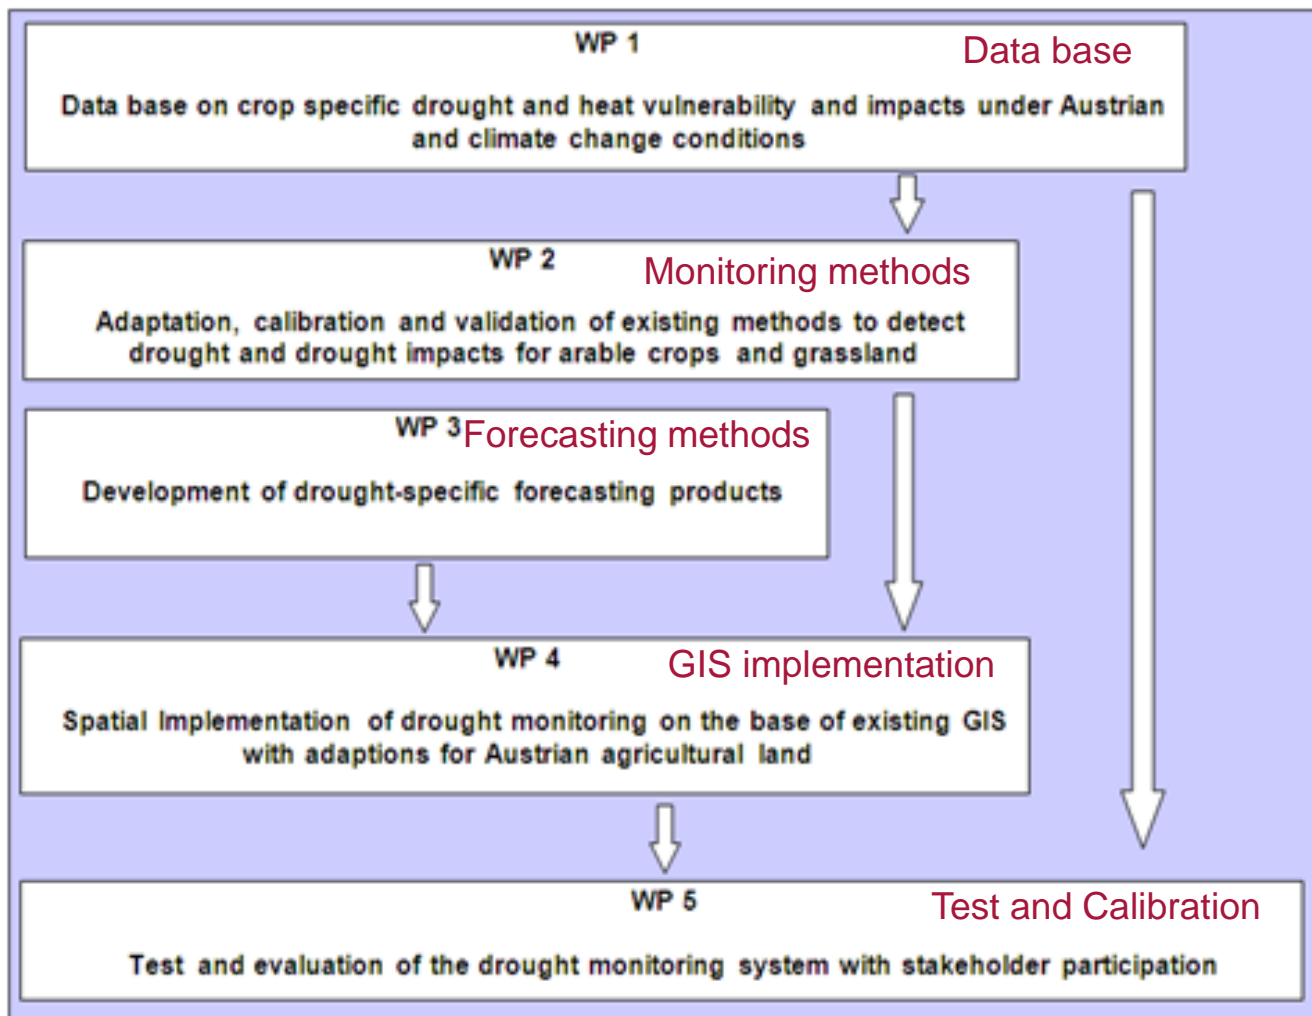 WP 1
Data base
Data base on crop specific drought and heat vulnerability and impacts under Austrian
and climate change conditions
WP 2
Monitoring methods
Adaptation, calibration and validation of existing methods to detect
drought and drought impacts for arable crops and grassland
WP 3
Forecasting methods
Development of drought-specific forecasting products
WP 4
GIS implementation
Spatial Implementation of drought monitoring on the base of existing GIS
with adaptions for Austrian agricultural land
WP 5
Test and Calibration
Test and evaluation of the drought monitoring system with stakeholder participation